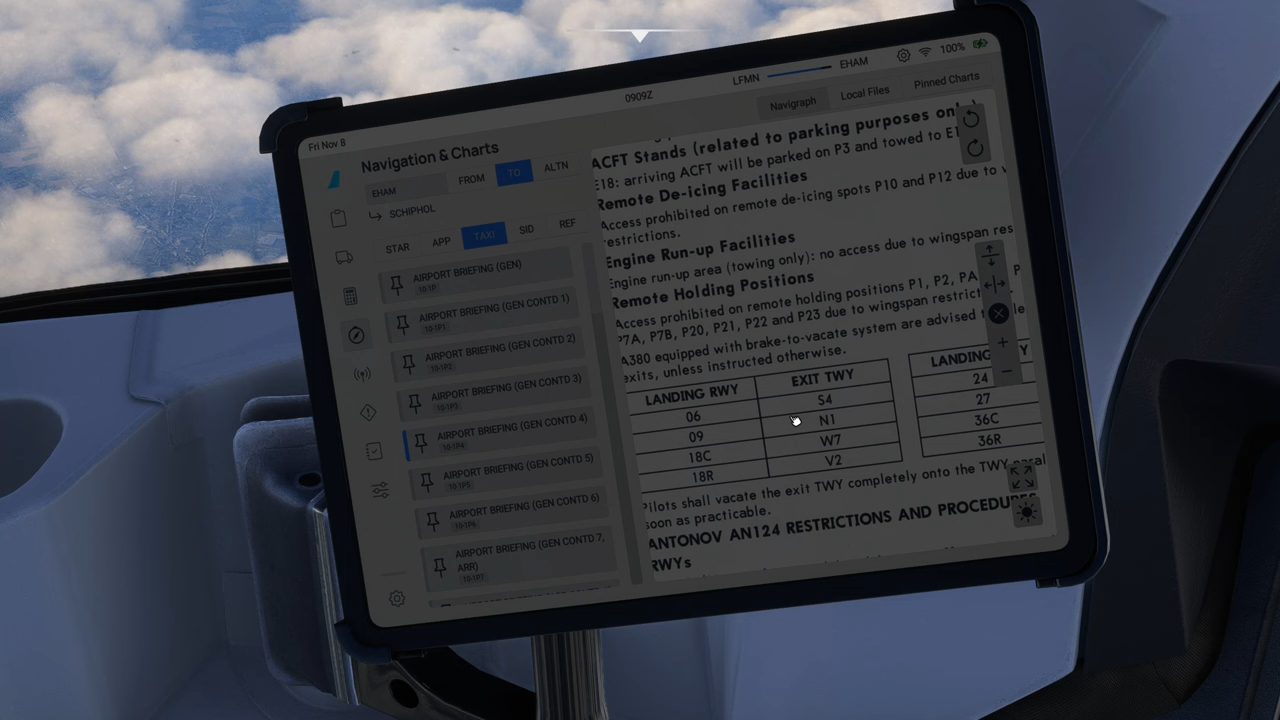 Fri Nov 8
0909Z
LFMN
EHAM
100%
Navigation & Charts
Navigraph
Local Files
Pinned Charts
EHAM
FROM
TO
ALTN
SCHIPHOL
STAR
APP
TAXI
SID
REF
AIRPORT BRIEFING (GEN)
10-1P
AIRPORT BRIEFING (GEN CONTD 1)
10-1P1
AIRPORT BRIEFING (GEN CONTD 2)
10-1P2
AIRPORT BRIEFING (GEN CONTD 3)
10-1P3
AIRPORT BRIEFING (GEN CONTD 4)
10-1P4
AIRPORT BRIEFING (GEN CONTD 5)
10-1P5
AIRPORT BRIEFING (GEN CONTD 6)
10-1P6
AIRPORT BRIEFING (GEN CONTD 7,
ARR)
10-1P7
ACFT Stands (related to parking purposes
E18: arriving ACFT will be parked on P3 and towed to E1
Remote De-icing Facilities
Access prohibited on remote de-icing spots P10 and P12 due to
restrictions.
Engine Run-up Facilities
Engine run-up area (towing only): no access due to wingspan res
Remote Holding Positions
Access prohibited on remote holding positions P1, P2, PA, P
P7A, P7B, P20, P21, P22 and P23 due to wingspan restrict
A380 equipped with brake-to-vacate system are advised
exits, unless instructed otherwise.
LANDING RWY EXIT TWY LANDING
06 S4 24
09 N1 27
18C W7 36C
18R V2 36R
Pilots shall vacate the exit TWY completely onto the TWY paral
soon as practicable.
ANTONOV AN124 RESTRICTIONS AND PROCEDURES
RWYs